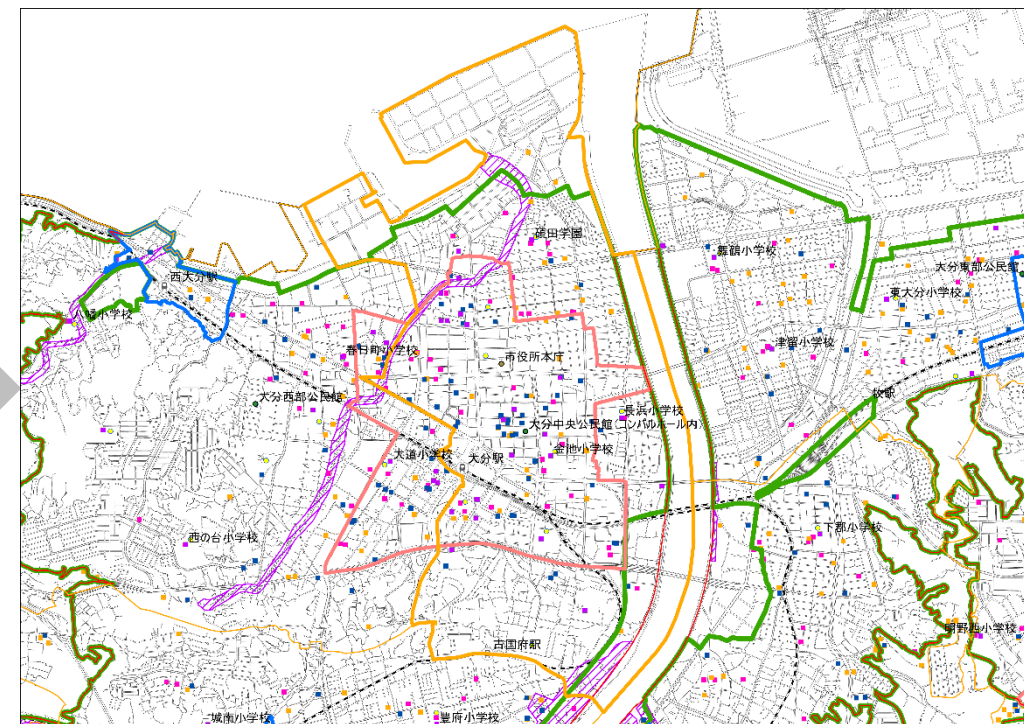 碩田学園
舞鶴小学校
大分東部公民館
西大分駅
東大分小学校
八幡小学校
春日町小学校
市役所本庁
津留小学校
大分西部公民館
牧駅
長浜小学校
大分中央公民館(コンパルホール内)
大道小学校
大分駅
金池小学校
西の台小学校
下郡小学校
明野西小学校
古国府駅
城南小学校
豊府小学校